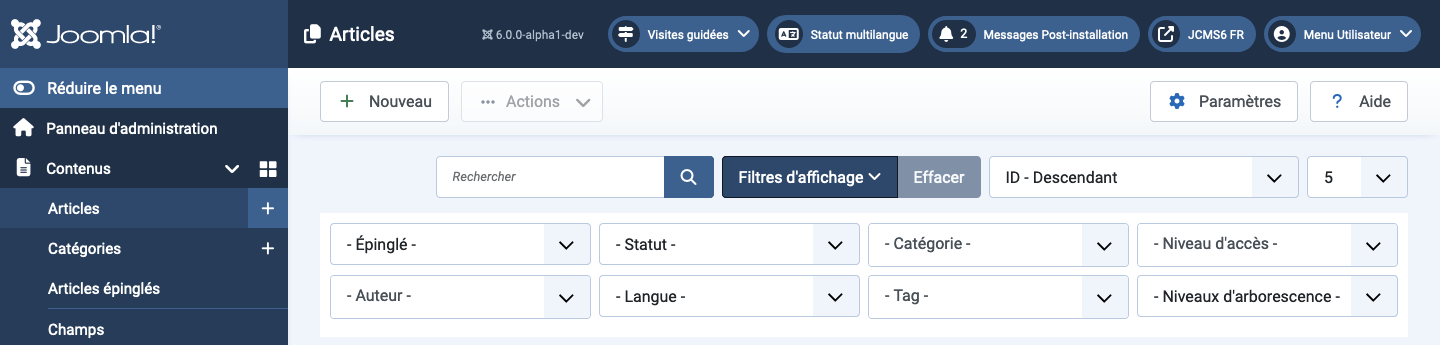 Joomla!®
Articles
6.0.0-alpha1-dev
Visites guidées
Statut multilangue
2 Messages Post-installation
JCMS6 FR
Menu Utilisateur
Réduire le menu
Panneau d'administration
Contenus
Articles
Catégories
Articles épinglés
Champs
Nouveau
Actions
Paramètres
? Aide
Rechercher
Filtres d'affichage
Effacer
ID - Descendant
5
- Épinglé -
- Statut -
- Catégorie -
- Niveau d'accès -
- Auteur -
- Langue -
- Tag -
- Niveaux d'arborescence -